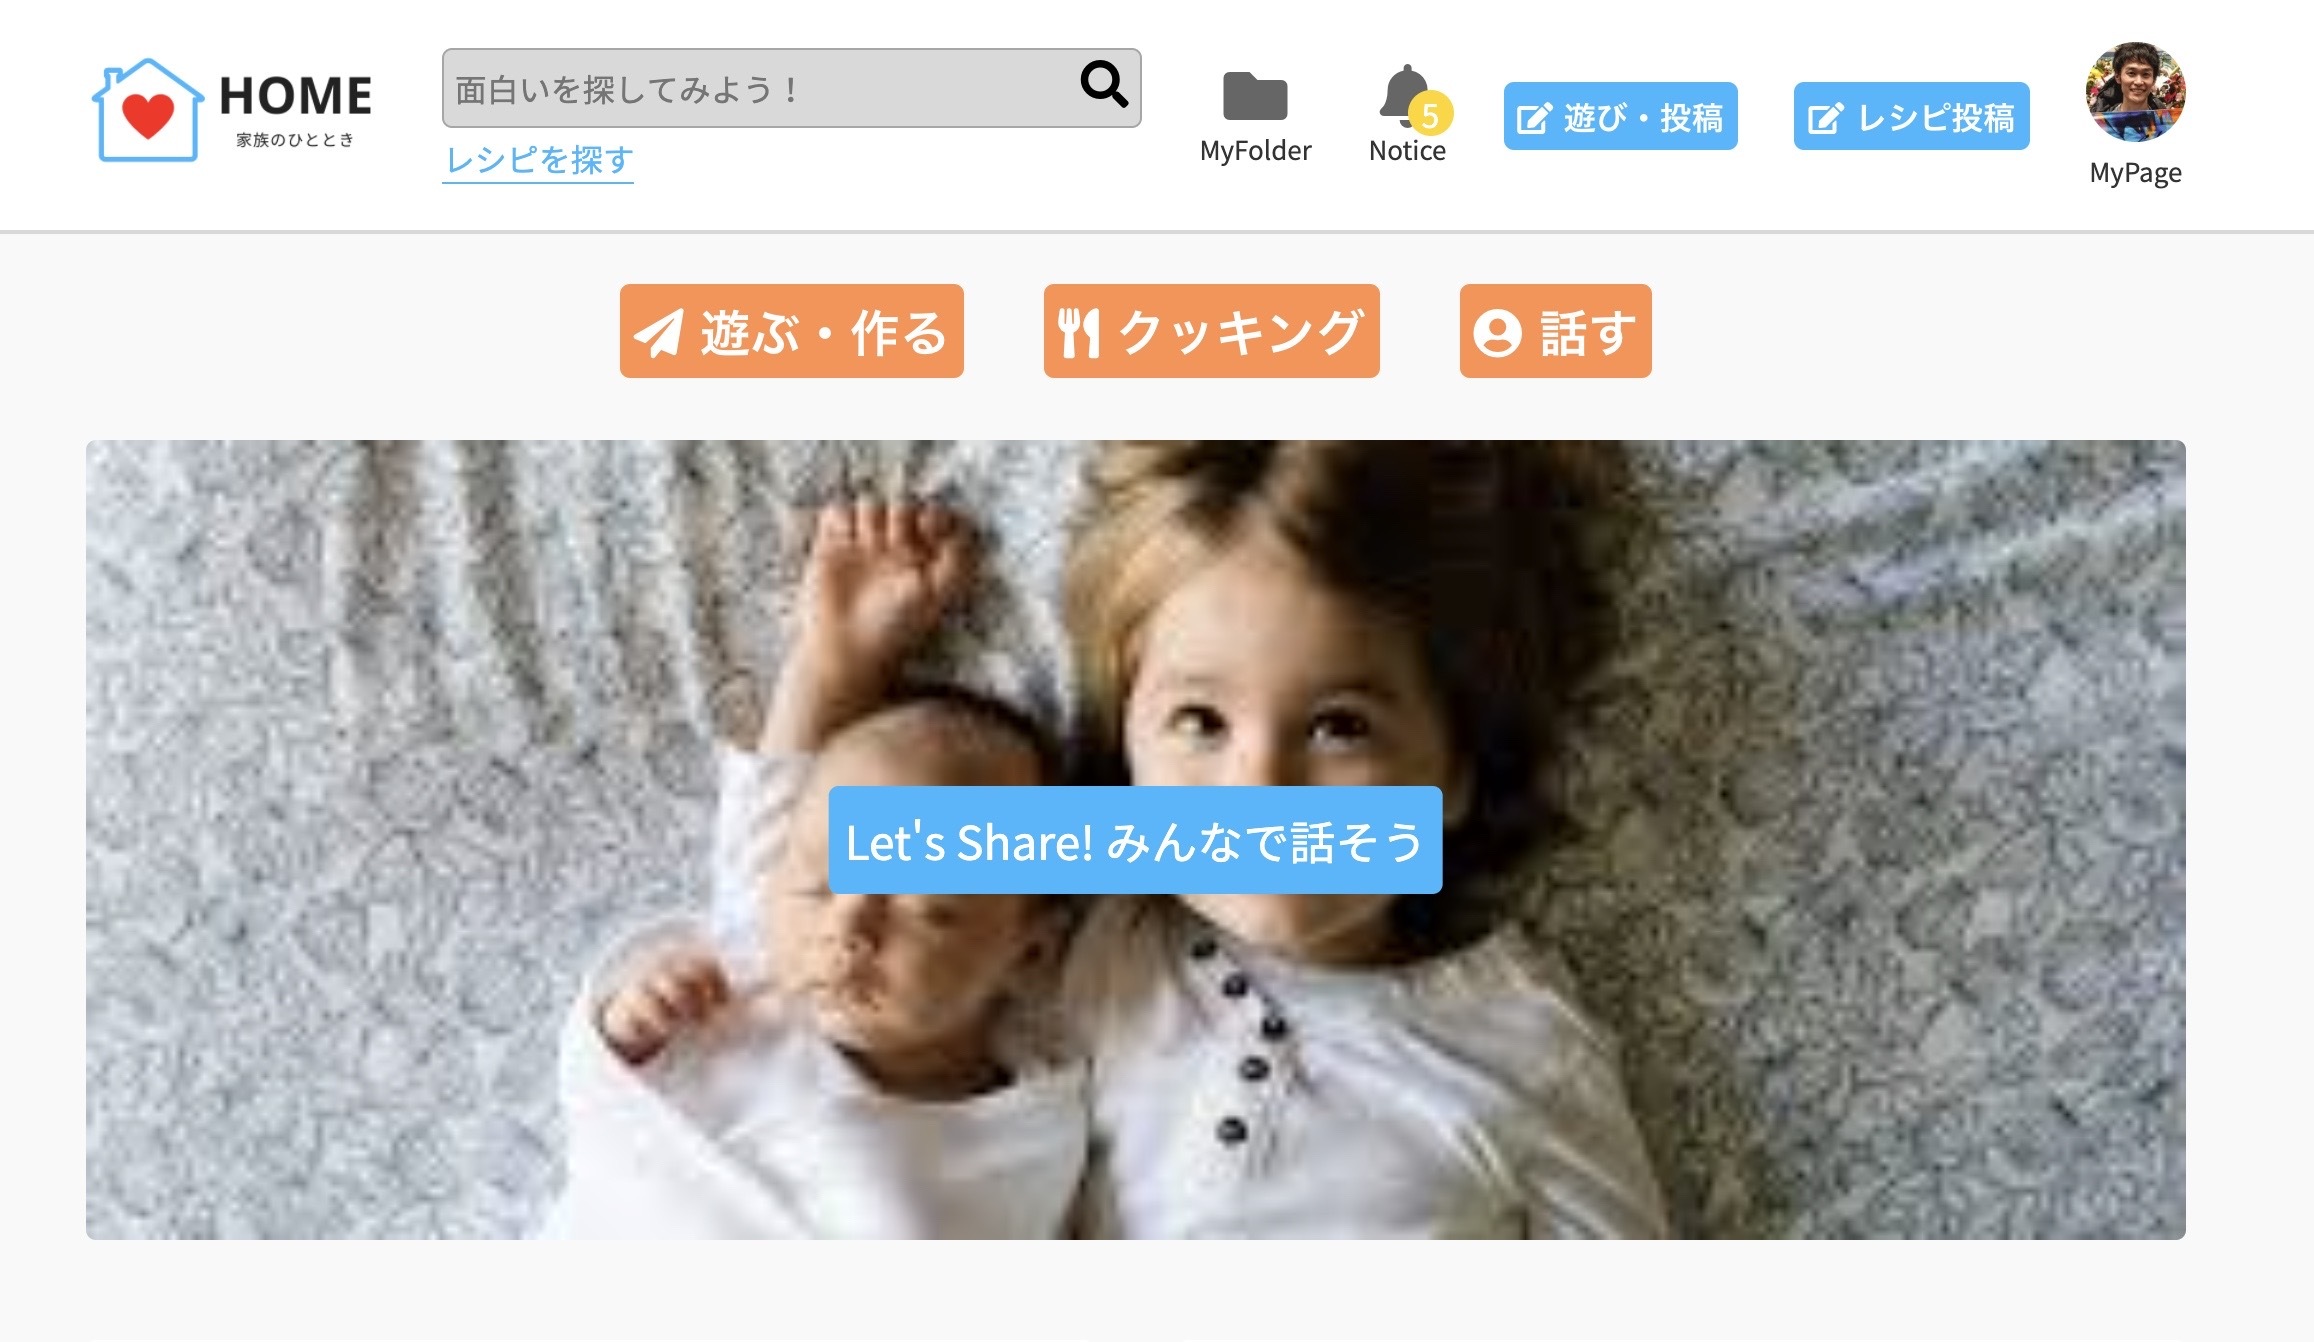 HOME
家族のひととき
面白いを探してみよう！
レシピを探す
MyFolder
5
Notice
遊び・投稿
レシピ投稿
MyPage
遊ぶ・作る
クッキング
話す
Let's Share! みんなで話そう